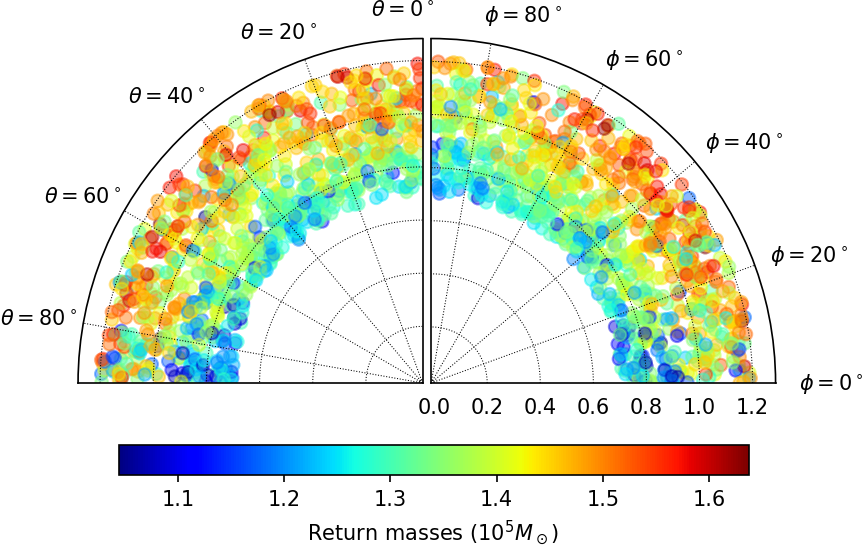 θ = 0° ϕ = 80°
θ = 20° ϕ = 60°
θ = 40° ϕ = 40°
θ = 60° ϕ = 20°
θ = 80° ϕ = 0°
0.0 0.2 0.4 0.6 0.8 1.0 1.2
1.1 1.2 1.3 1.4 1.5 1.6
Return masses (10⁵M⊙)